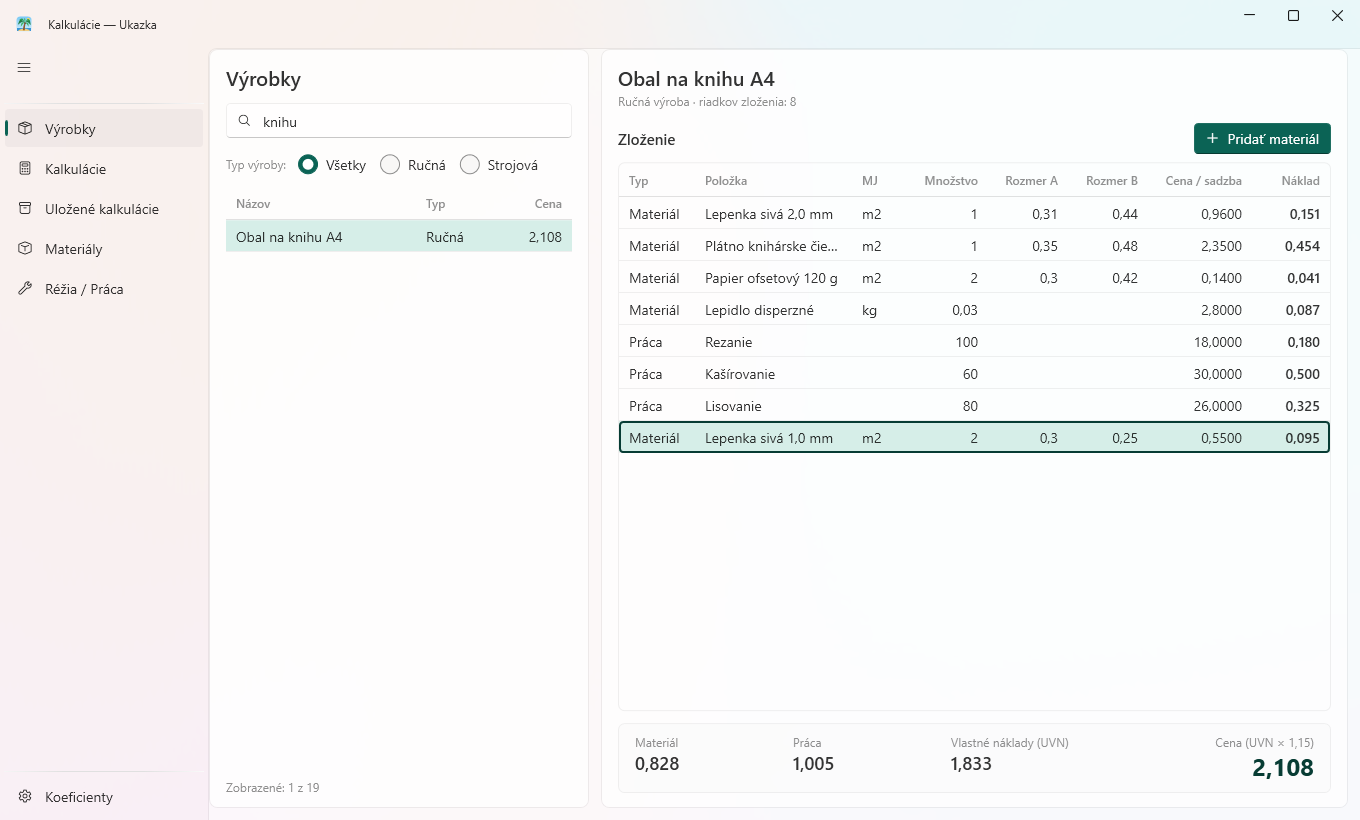 Kalkulácie — Ukazka
Výrobky
Kalkulácie
Uložené kalkulácie
Materiály
Réžia / Práca
Koeficienty
Výrobky
knihu
Typ výroby: Všetky Ručná Strojová
Názov Typ Cena
Obal na knihu A4 Ručná 2,108
Zobrazené: 1 z 19
Obal na knihu A4
Ručná výroba · riadkov zloženia: 8
Zloženie
Pridať materiál
Typ Položka MJ Množstvo Rozmer A Rozmer B Cena / sadzba Náklad
Materiál Lepenka sivá 2,0 mm m2 1 0,31 0,44 0,9600 0,151
Materiál Plátno knihárske čie... m2 1 0,35 0,48 2,3500 0,454
Materiál Papier ofsetový 120 g m2 2 0,3 0,42 0,1400 0,041
Materiál Lepidlo disperzné kg 0,03 2,8000 0,087
Práca Rezanie 100 18,0000 0,180
Práca Kašírovanie 60 30,0000 0,500
Práca Lisovanie 80 26,0000 0,325
Materiál Lepenka sivá 1,0 mm m2 2 0,3 0,25 0,5500 0,095
Materiál Práca Vlastné náklady (UVN) Cena (UVN × 1,15)
0,828 1,005 1,833 2,108